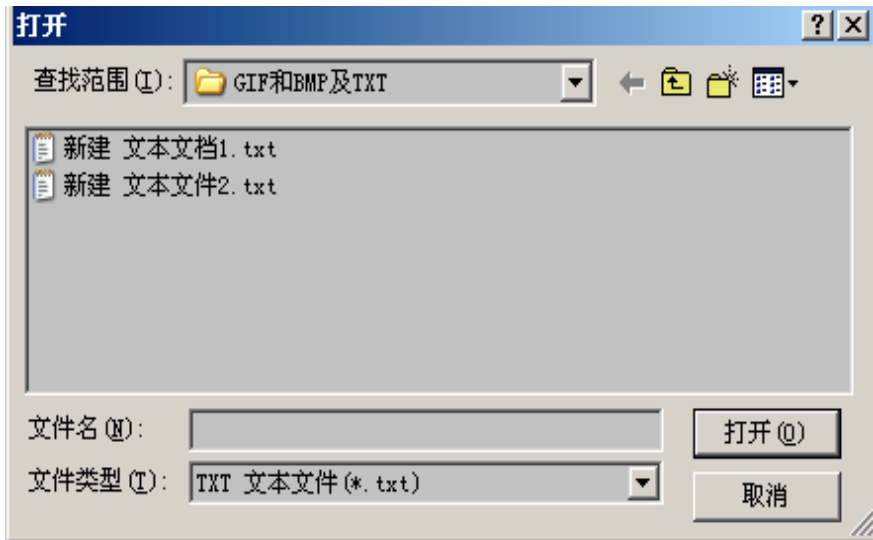 打开
查找范围(I): GIF和BMP及TXT
新建 文本文档1.txt
新建 文本文件2.txt
文件名(N): 打开(O)
文件类型(T): TXT 文本文件(*.txt) 取消